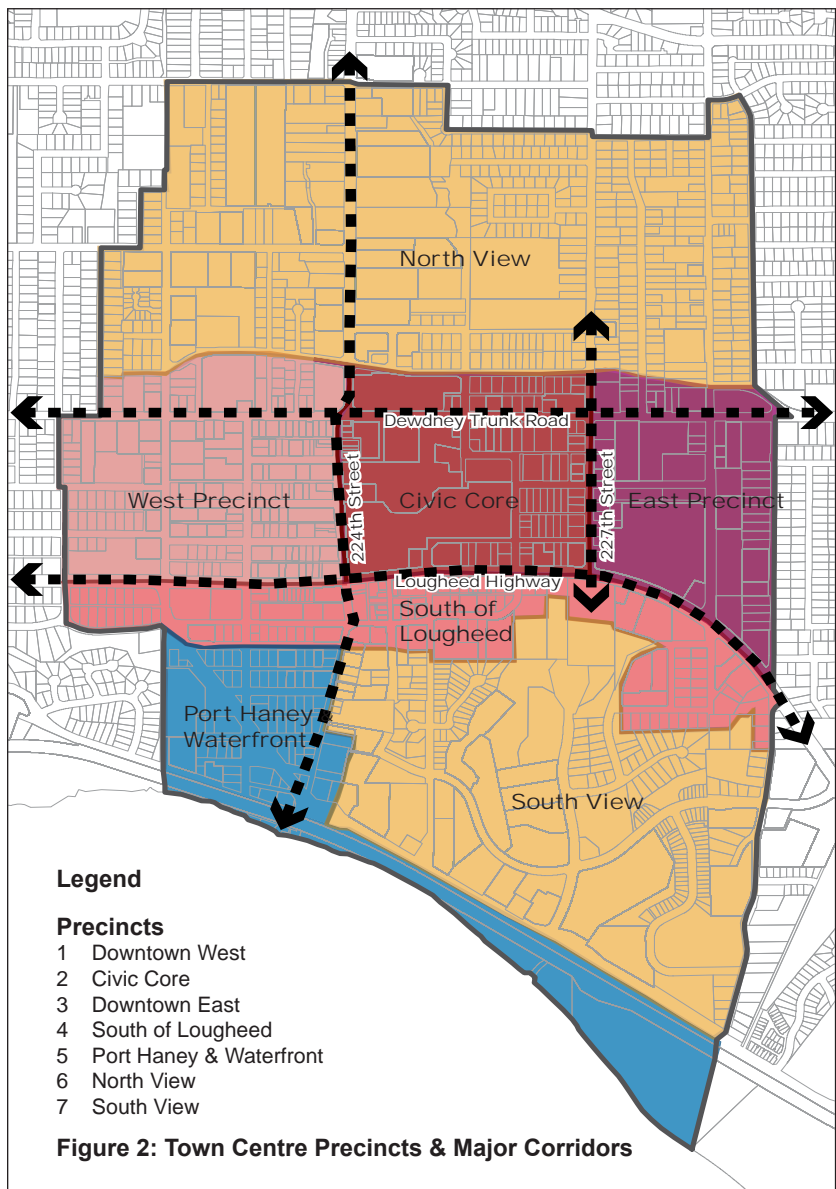 North View
Dewdney Trunk Road
West Precinct
224th Street
Civic Core
227th Street
East Precinct
Lougheed Highway
South of
Lougheed
Port Haney &
Waterfront
South View
Legend
Precincts
1 Downtown West
2 Civic Core
3 Downtown East
4 South of Lougheed
5 Port Haney & Waterfront
6 North View
7 South View
Figure 2: Town Centre Precincts & Major Corridors